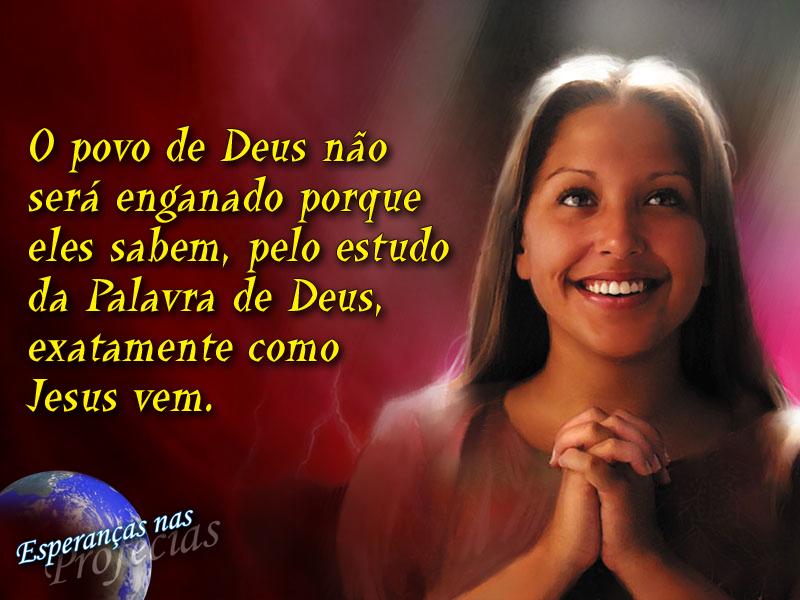 O povo de Deus não
será enganado porque
eles sabem, pelo estudo
da Palavra de Deus,
exatamente como
Jesus vem.
Esperanças nas
Profecias